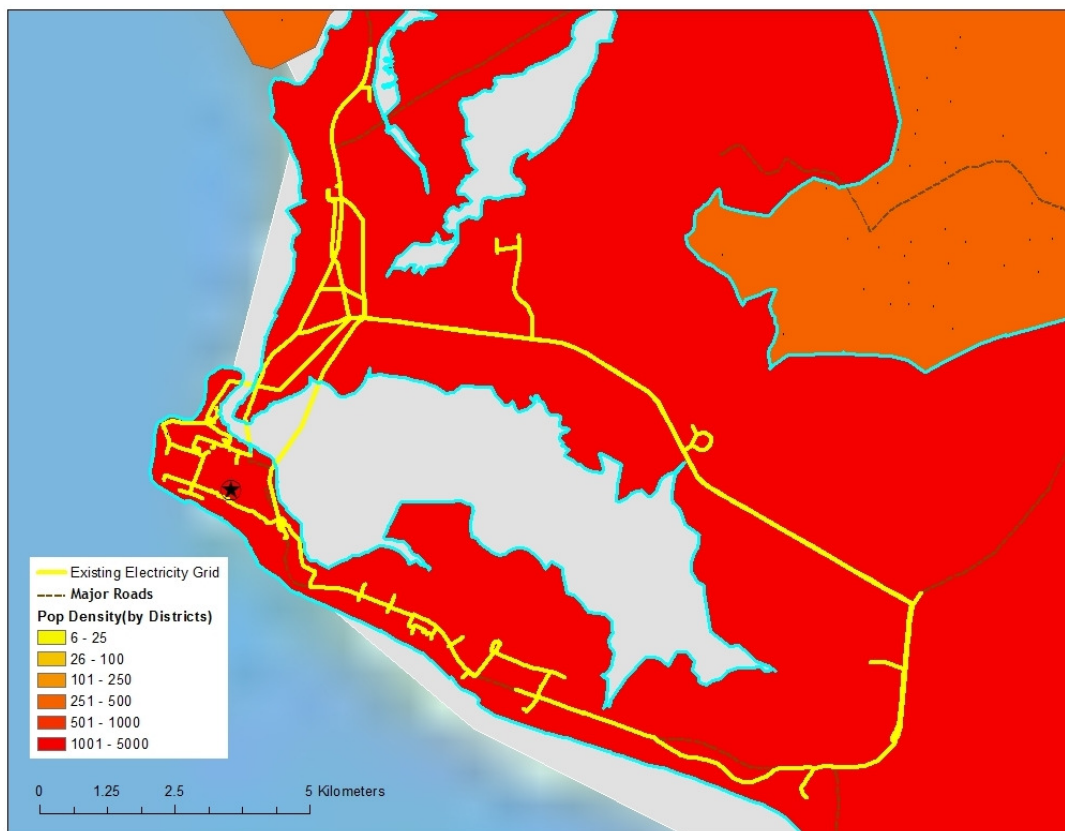 Existing Electricity Grid
Major Roads
Pop Density(by Districts)
6 - 25
26 - 100
101 - 250
251 - 500
501 - 1000
1001 - 5000
0 1.25 2.5 5 Kilometers